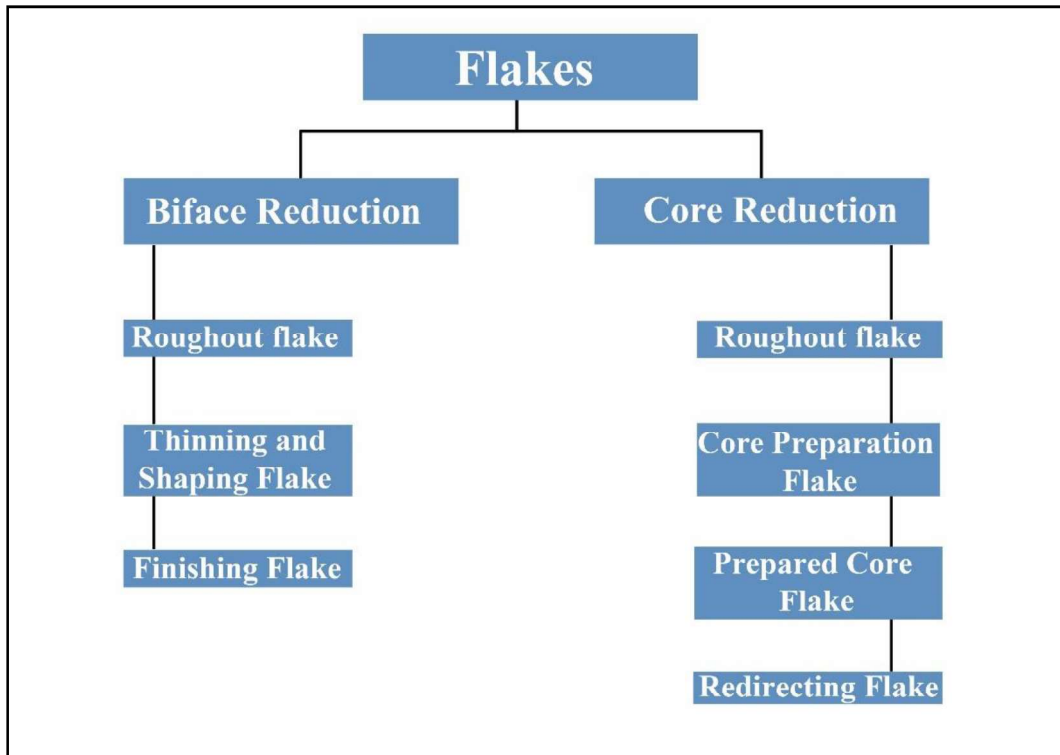 Flakes
Biface Reduction
Core Reduction
Roughout flake
Roughout flake
Thinning and
Shaping Flake
Core Preparation
Flake
Finishing Flake
Prepared Core
Flake
Redirecting Flake